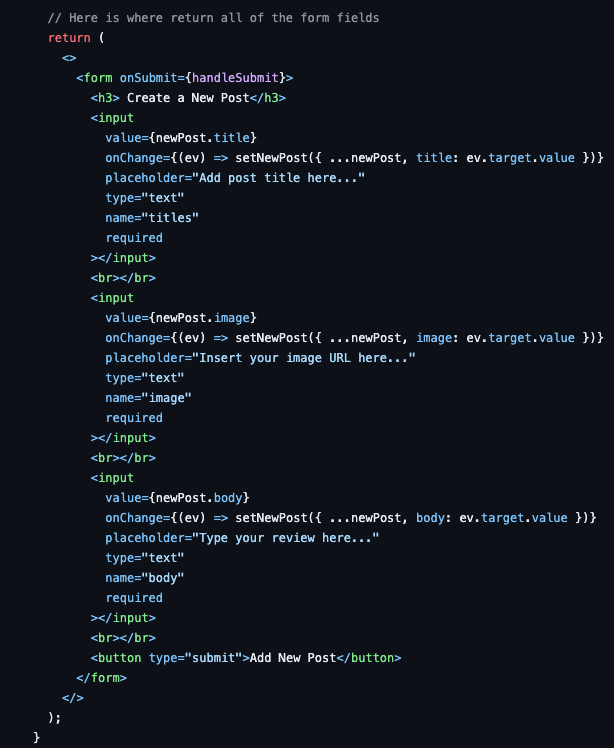 // Here is where return all of the form fields
return (
<>
<form onSubmit={handleSubmit}>
<h3> Create a New Post</h3>
<input
value={newPost.title}
onChange={(ev) => setNewPost({ ...newPost, title: ev.target.value })}
placeholder="Add post title here..."
type="text"
name="titles"
required
></input>
<br></br>
<input
value={newPost.image}
onChange={(ev) => setNewPost({ ...newPost, image: ev.target.value })}
placeholder="Insert your image URL here..."
type="text"
name="image"
required
></input>
<br></br>
<input
value={newPost.body}
onChange={(ev) => setNewPost({ ...newPost, body: ev.target.value })}
placeholder="Type your review here..."
type="text"
name="body"
required
></input>
<br></br>
<button type="submit">Add New Post</button>
</form>
</>
);
}